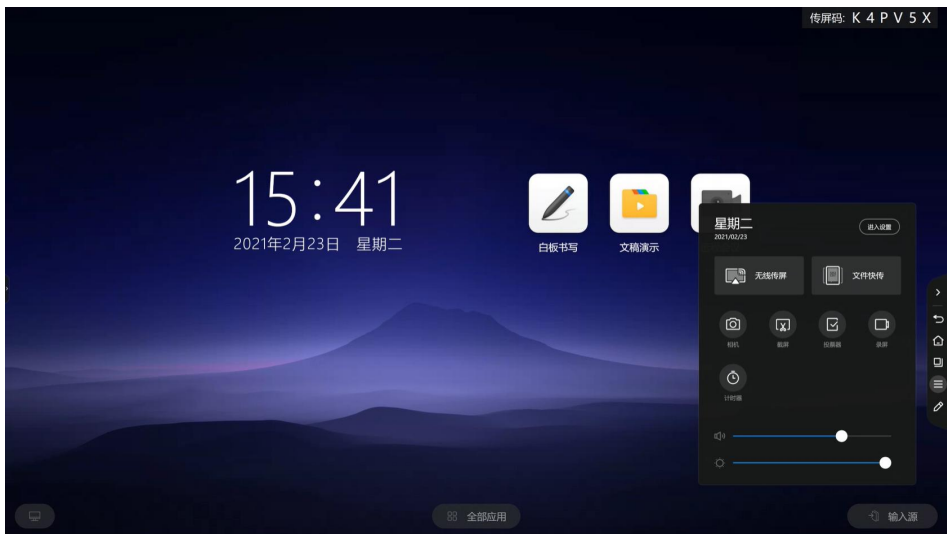 传屏码: K4PV5X
15:41
2021年2月23日 星期二
白板书写
文稿演示
星期二
2021/02/23
进入设置
无线传屏
文件快传
相机
截屏
投票器
录屏
计时器
全部应用
输入源